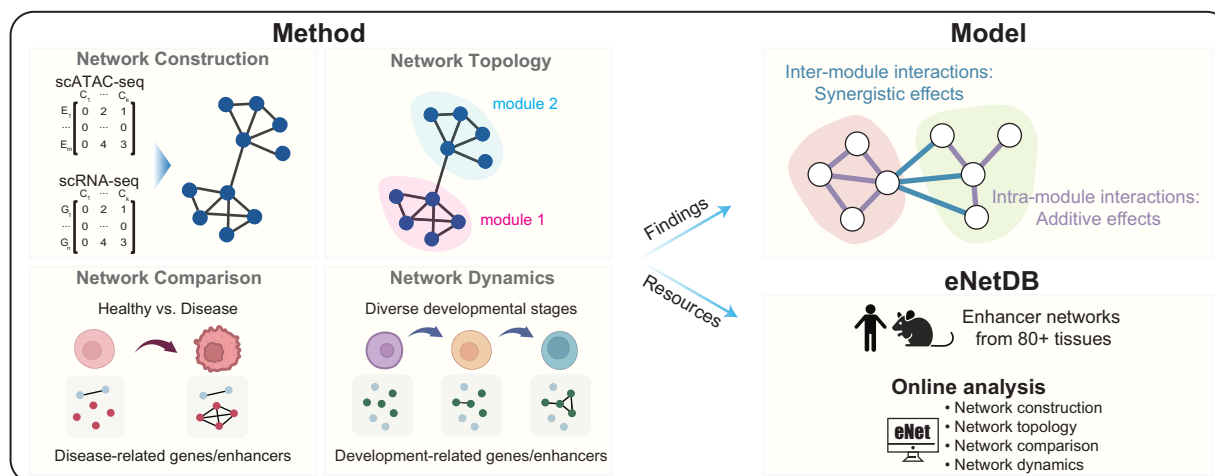 Method
Network Construction
scATAC-seq
C1 ... Ck
E1 0 2 1
... 0 ... 0
Em 0 4 3
scRNA-seq
C1 ... Ck
G1 0 2 1
... 0 ... 0
Gn 0 4 3
Network Topology
module 2
module 1
Network Comparison
Healthy vs. Disease
Disease-related genes/enhancers
Network Dynamics
Diverse developmental stages
Development-related genes/enhancers
Findings
Resources
Model
Inter-module interactions:
Synergistic effects
Intra-module interactions:
Additive effects
eNetDB
Enhancer networks
from 80+ tissues
Online analysis
eNet
• Network construction
• Network topology
• Network comparison
• Network dynamics